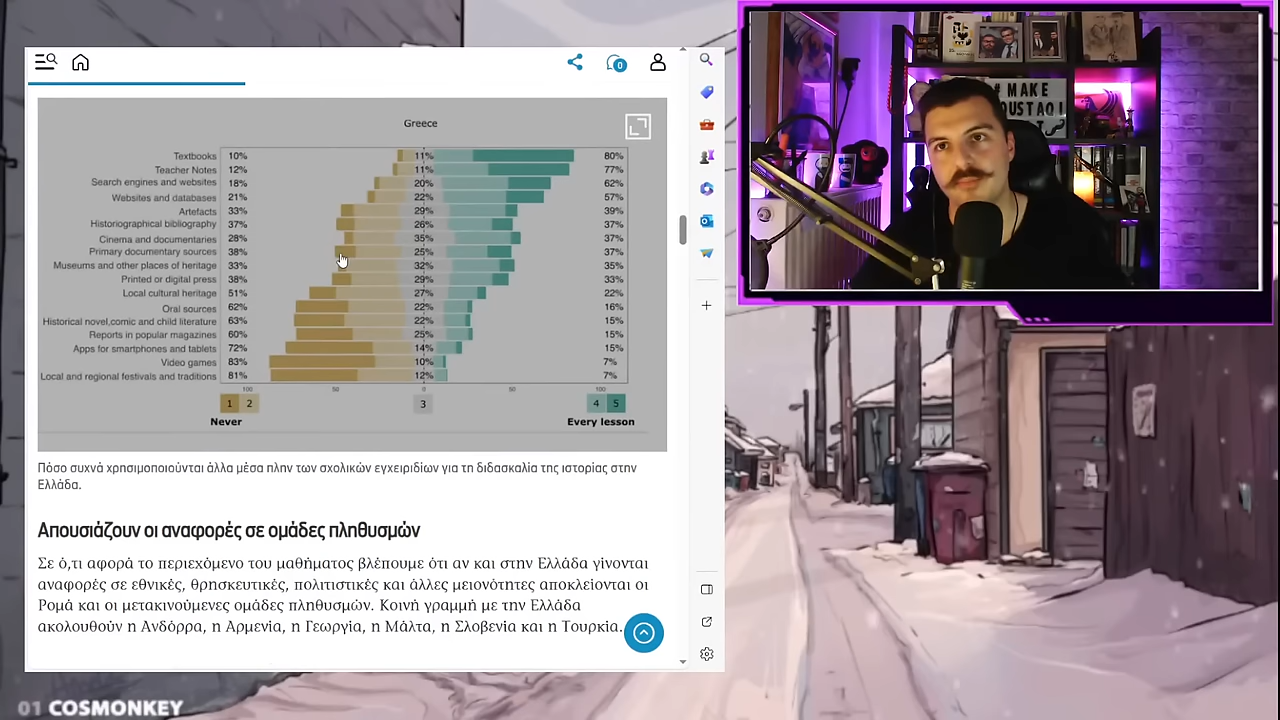 0
Greece
Textbooks 10% 11% 80%
Teacher Notes 12% 11% 77%
Search engines and websites 18% 20% 62%
Websites and databases 21% 22% 57%
Artefacts 33% 29% 39%
Historiographical bibliography 37% 26% 37%
Cinema and documentaries 28% 35% 37%
Primary documentary sources 38% 25% 37%
Museums and other places of heritage 33% 32% 35%
Printed or digital press 38% 29% 33%
Local cultural heritage 51% 27% 22%
Oral sources 62% 22% 16%
Historical novel,comic and child literature 63% 22% 15%
Reports in popular magazines 60% 25% 15%
Apps for smartphones and tablets 72% 14% 15%
Video games 83% 10% 7%
Local and regional festivals and traditions 81% 12% 7%
100 50 0 50 100
1 2 3 4 5
Never Every lesson
Πόσο συχνά χρησιμοποιούνται άλλα μέσα πλην των σχολικών εγχειριδίων για τη διδασκαλία της ιστορίας στην
Ελλάδα.
Απουσιάζουν οι αναφορές σε ομάδες πληθυσμών
Σε ό,τι αφορά το περιεχόμενο του μαθήματος βλέπουμε ότι αν και στην Ελλάδα γίνονται
αναφορές σε εθνικές, θρησκευτικές, πολιτιστικές και άλλες μειονότητες αποκλείονται οι
Ρομά και οι μετακινούμενες ομάδες πληθυσμών. Κοινή γραμμή με την Ελλάδα
ακολουθούν η Ανδόρρα, η Αρμενία, η Γεωργία, η Μάλτα, η Σλοβενία και η Τουρκία.
# MAKE
OUSTAQI
01 COSMONKEY